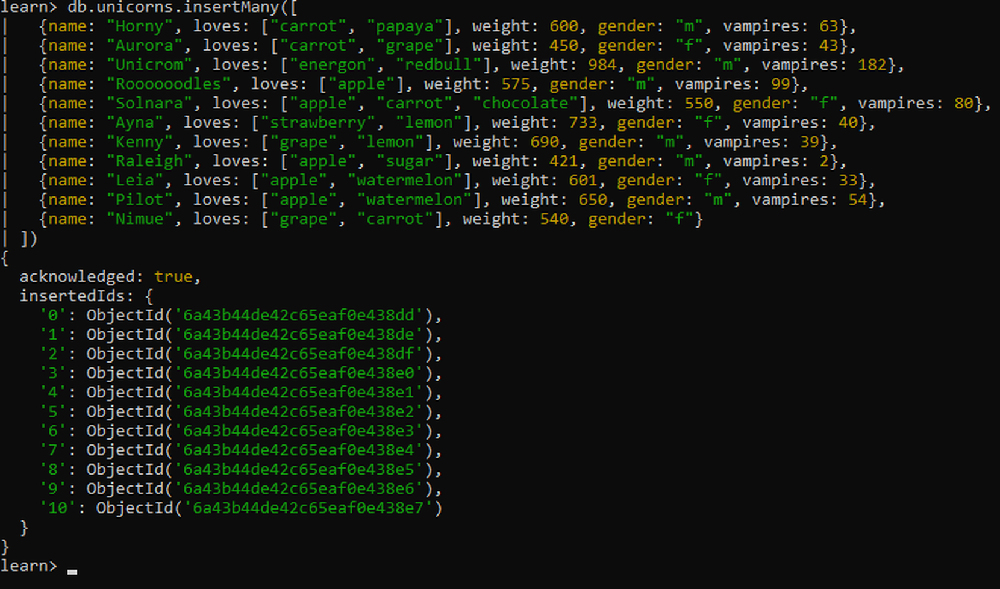 learn> db.unicorns.insertMany([
|   {name: "Horny", loves: ["carrot", "papaya"], weight: 600, gender: "m", vampires: 63},
|   {name: "Aurora", loves: ["carrot", "grape"], weight: 450, gender: "f", vampires: 43},
|   {name: "Unicrom", loves: ["energon", "redbull"], weight: 984, gender: "m", vampires: 182},
|   {name: "Roooooodles", loves: ["apple"], weight: 575, gender: "m", vampires: 99},
|   {name: "Solnara", loves: ["apple", "carrot", "chocolate"], weight: 550, gender: "f", vampires: 80},
|   {name: "Ayna", loves: ["strawberry", "lemon"], weight: 733, gender: "f", vampires: 40},
|   {name: "Kenny", loves: ["grape", "lemon"], weight: 690, gender: "m", vampires: 39},
|   {name: "Raleigh", loves: ["apple", "sugar"], weight: 421, gender: "m", vampires: 2},
|   {name: "Leia", loves: ["apple", "watermelon"], weight: 601, gender: "f", vampires: 33},
|   {name: "Pilot", loves: ["apple", "watermelon"], weight: 650, gender: "m", vampires: 54},
|   {name: "Nimue", loves: ["grape", "carrot"], weight: 540, gender: "f"}
| ])
{
  acknowledged: true,
  insertedIds: {
    '0': ObjectId('6a43b44de42c65eaf0e438dd'),
    '1': ObjectId('6a43b44de42c65eaf0e438de'),
    '2': ObjectId('6a43b44de42c65eaf0e438df'),
    '3': ObjectId('6a43b44de42c65eaf0e438e0'),
    '4': ObjectId('6a43b44de42c65eaf0e438e1'),
    '5': ObjectId('6a43b44de42c65eaf0e438e2'),
    '6': ObjectId('6a43b44de42c65eaf0e438e3'),
    '7': ObjectId('6a43b44de42c65eaf0e438e4'),
    '8': ObjectId('6a43b44de42c65eaf0e438e5'),
    '9': ObjectId('6a43b44de42c65eaf0e438e6'),
    '10': ObjectId('6a43b44de42c65eaf0e438e7')
  }
}
learn> _